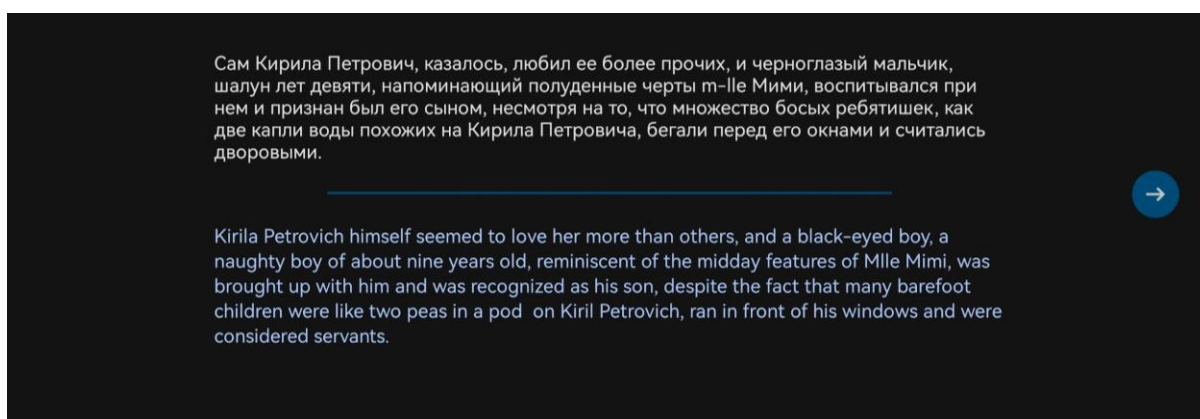 Сам Кирила Петрович, казалось, любил ее более прочих, и черноглазый мальчик,
шалун лет девяти, напоминающий полуденные черты m-lle Мими, воспитывался при
нем и признан был его сыном, несмотря на то, что множество босых ребятишек, как
две капли воды похожих на Кирила Петровича, бегали перед его окнами и считались
дворовыми.
Kirila Petrovich himself seemed to love her more than others, and a black-eyed boy, a
naughty boy of about nine years old, reminiscent of the midday features of Mlle Mimi, was
brought up with him and was recognized as his son, despite the fact that many barefoot
children were like two peas in a pod  on Kiril Petrovich, ran in front of his windows and were
considered servants.